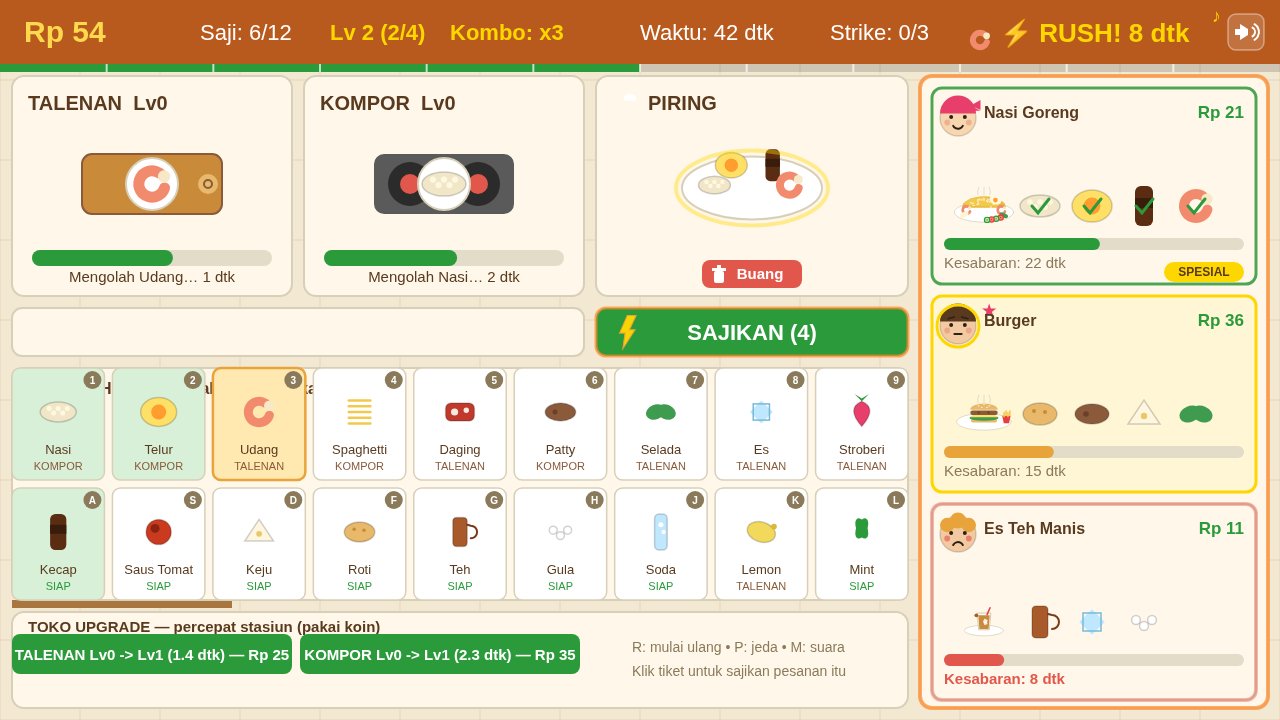 Rp 54
Saji: 6/12
Lv 2 (2/4)
Kombo: x3
Waktu: 42 dtk
Strike: 0/3
⚡ RUSH! 8 dtk
♪
TALENAN Lv0
Mengolah Udang… 1 dtk
KOMPOR Lv0
Mengolah Nasi… 2 dtk
PIRING
Buang
SAJIKAN (4)
1
Nasi
KOMPOR
2
Telur
KOMPOR
3
Udang
TALENAN
4
Spaghetti
KOMPOR
5
Daging
TALENAN
6
Patty
KOMPOR
7
Selada
TALENAN
8
Es
TALENAN
9
Stroberi
TALENAN
A
Kecap
SIAP
S
Saus Tomat
SIAP
D
Keju
SIAP
F
Roti
SIAP
G
Teh
SIAP
H
Gula
SIAP
J
Soda
SIAP
K
Lemon
TALENAN
L
Mint
SIAP
TOKO UPGRADE — percepat stasiun (pakai koin)
TALENAN Lv0 -> Lv1 (1.4 dtk) — Rp 25
KOMPOR Lv0 -> Lv1 (2.3 dtk) — Rp 35
R: mulai ulang • P: jeda • M: suara
Klik tiket untuk sajikan pesanan itu
Nasi Goreng
Rp 21
Kesabaran: 22 dtk
SPESIAL
Burger
Rp 36
Kesabaran: 15 dtk
Es Teh Manis
Rp 11
Kesabaran: 8 dtk